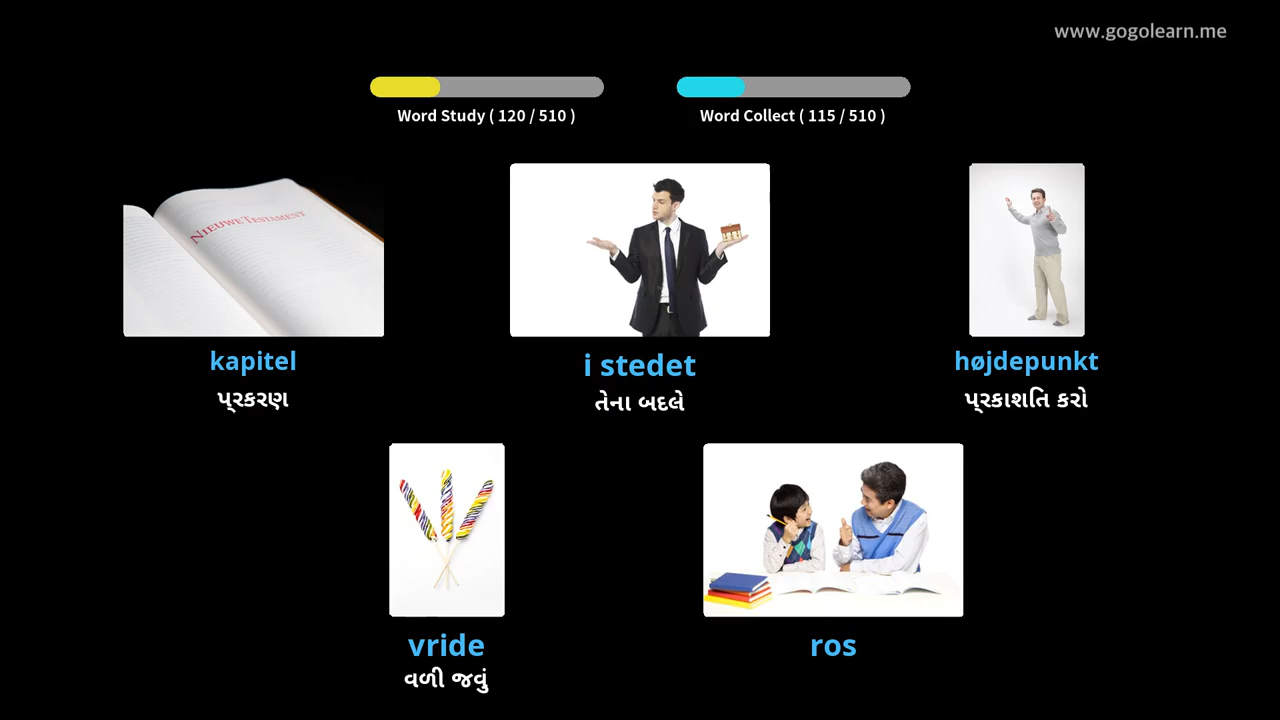 www.gogolearn.me
Word Study ( 120 / 510 )
Word Collect ( 115 / 510 )
NIEUWE TESTAMENT
kapitel
પ્રકરણ
i stedet
તેના બદલે
højdepunkt
પ્રકાશિત કરો
vride
વળી જવું
ros